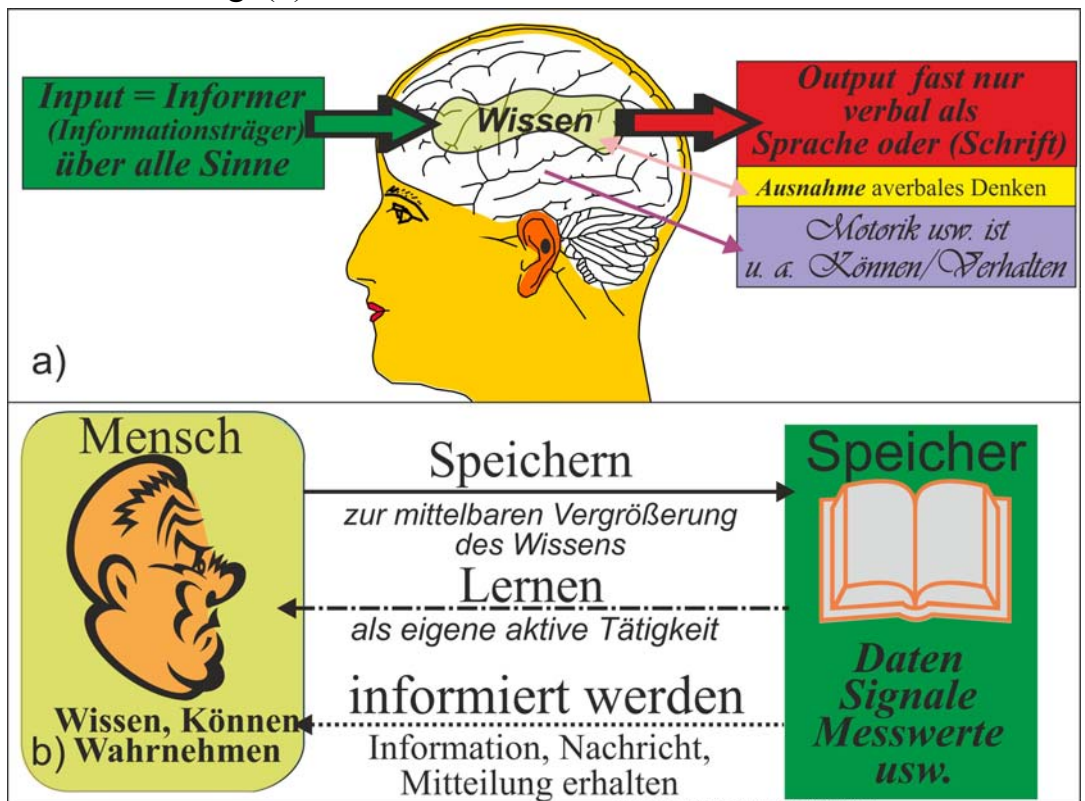 Input = Informer
(Informationsträger)
über alle Sinne
Wissen
Output fast nur
verbal als
Sprache oder (Schrift)
Ausnahme averbales Denken
Motorik usw. ist
u. a. Können/Verhalten
a)
Mensch
Wissen, Können
Wahrnehmen
b)
Speichern
zur mittelbaren Vergrößerung
des Wissens
Lernen
als eigene aktive Tätigkeit
informiert werden
Information, Nachricht,
Mitteilung erhalten
Speicher
Daten
Signale
Messwerte
usw.